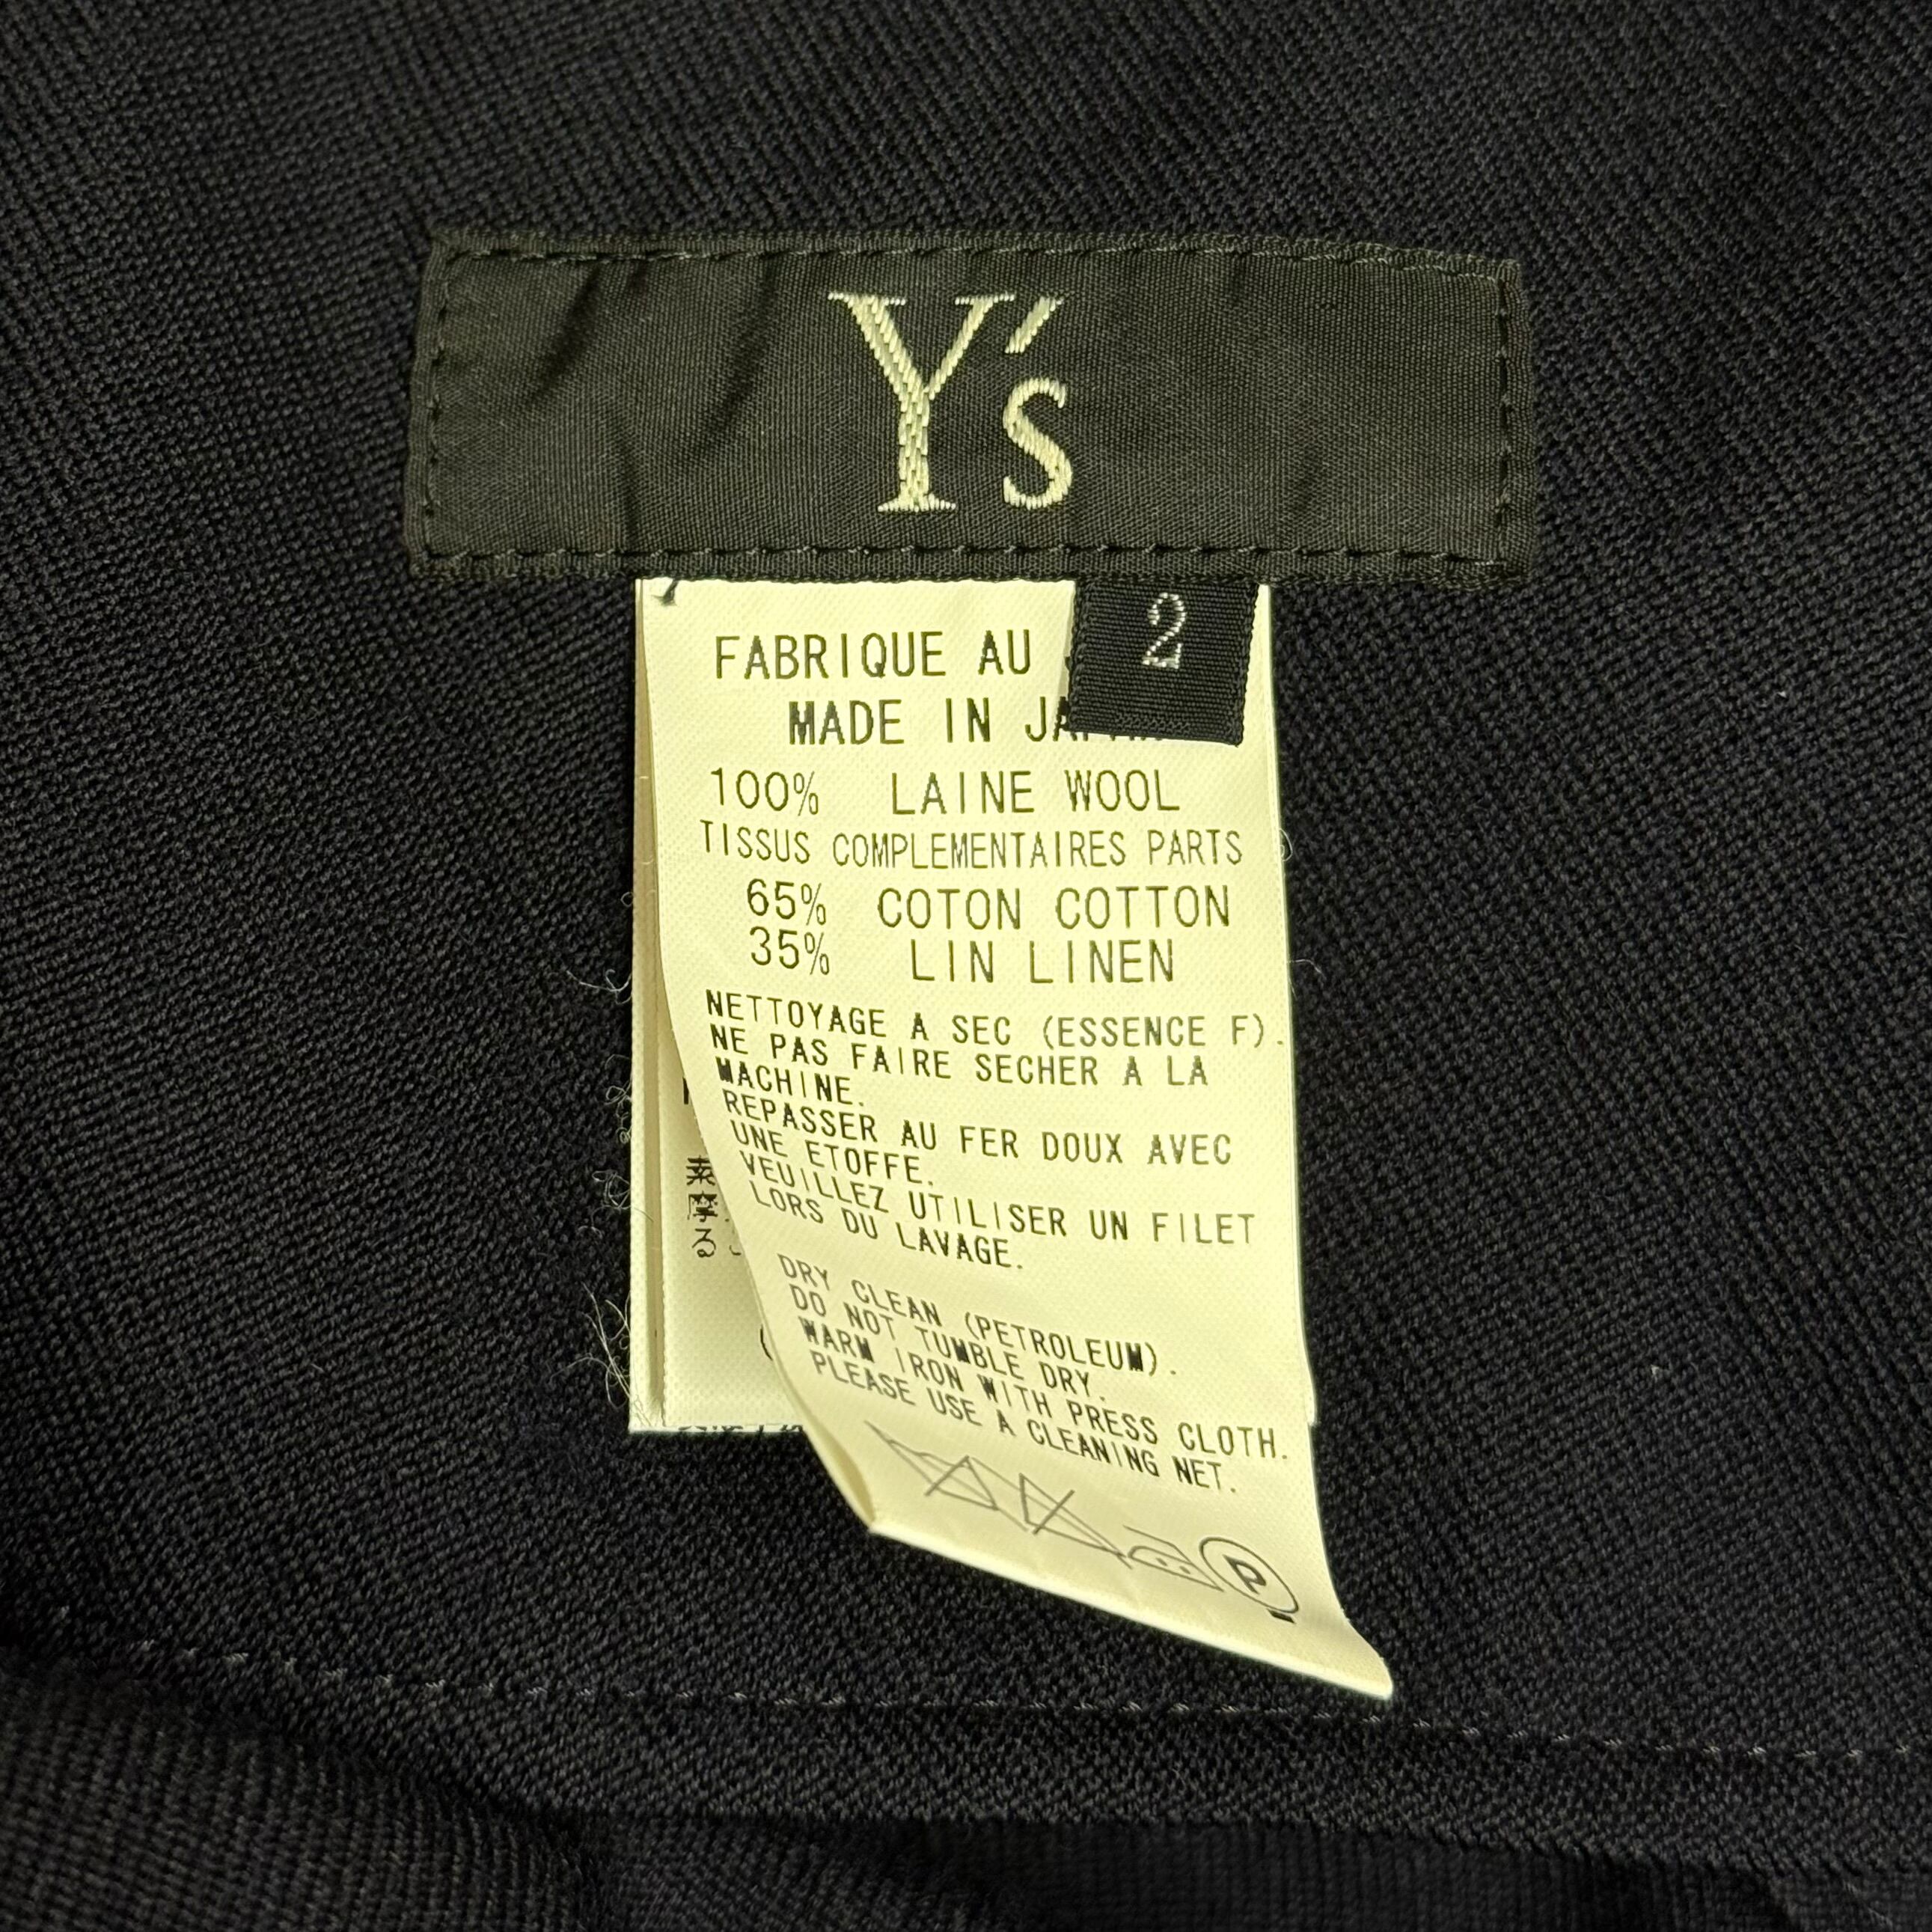 Y's
2
FABRIQUE AU
MADE IN
100% LAINE WOOL
TISSUS COMPLEMENTAIRES PARTS
65% COTON COTTON
35% LIN LINEN
NETTOYAGE A SEC (ESSENCE F).
NE PAS FAIRE SECHER A LA
MACHINE.
REPASSER AU FER DOUX AVEC
UNE ETOFFE.
VEUILLEZ UTILISER UN FILET
LORS DU LAVAGE.
DRY CLEAN (PETROLEUM).
DO NOT TUMBLE DRY.
WARM IRON WITH PRESS CLOTH.
PLEASE USE A CLEANING NET.
P